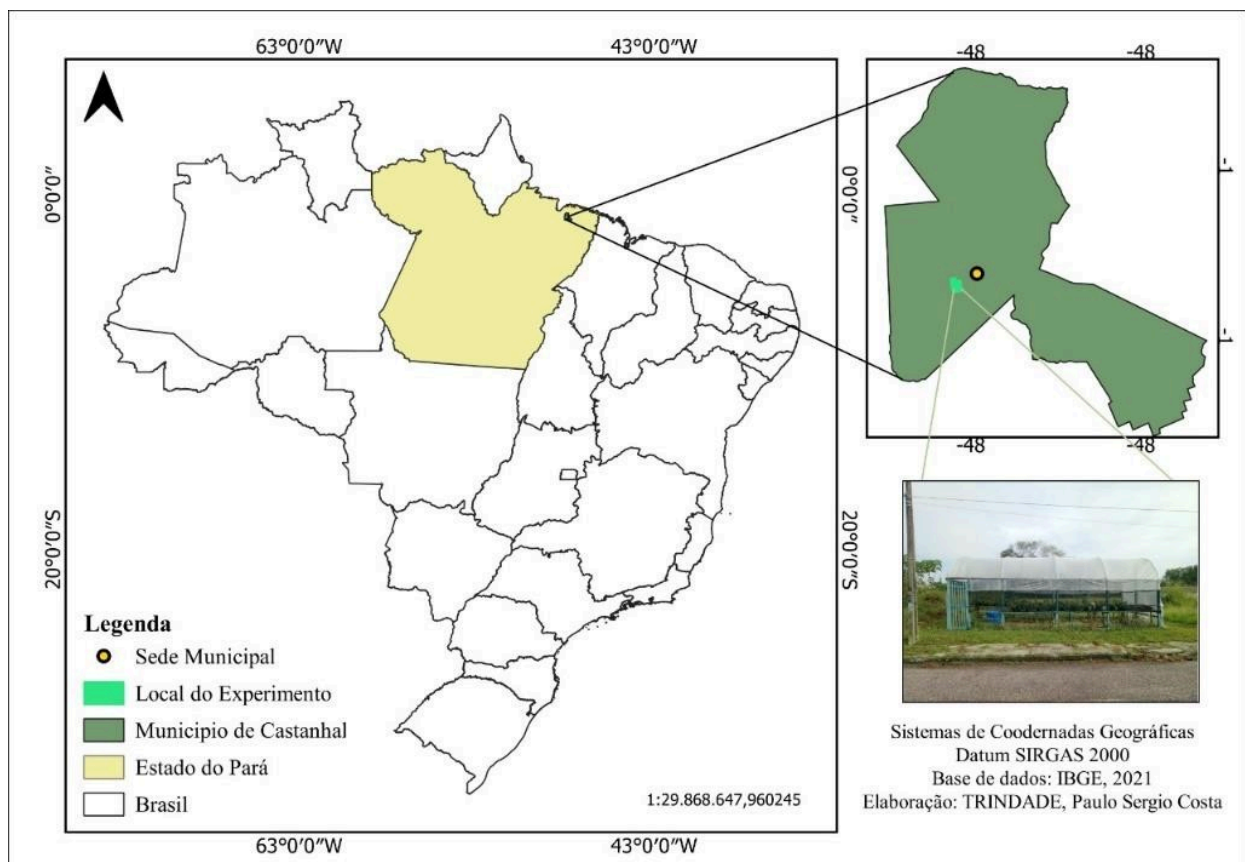 63°0'0"W
43°0'0"W
-48
-48
0°0'0"
0°0'0"
-1
-1
20°0'0"S
20°0'0"S
-48
-48
Legenda
Sede Municipal
Local do Experimento
Municipio de Castanhal
Estado do Pará
Brasil
1:29.868.647,960245
63°0'0"W
43°0'0"W
Sistemas de Coodernadas Geográficas
Datum SIRGAS 2000
Base de dados: IBGE, 2021
Elaboração: TRINDADE, Paulo Sergio Costa